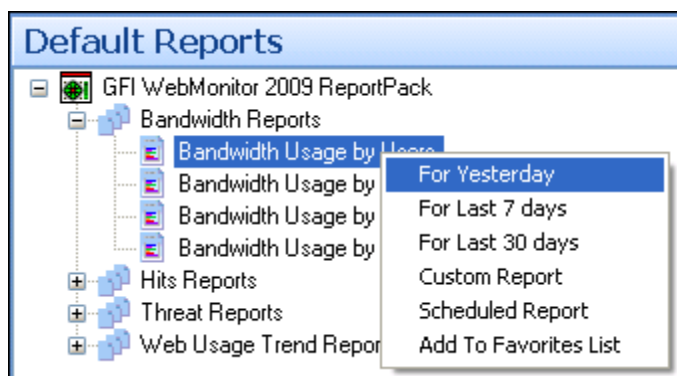 Default Reports
GFI WebMonitor 2009 ReportPack
Bandwidth Reports
Bandwidth Usage by Users
Bandwidth Usage by
Bandwidth Usage by
Bandwidth Usage by
Hits Reports
Threat Reports
Web Usage Trend Repor
For Yesterday
For Last 7 days
For Last 30 days
Custom Report
Scheduled Report
Add To Favorites List